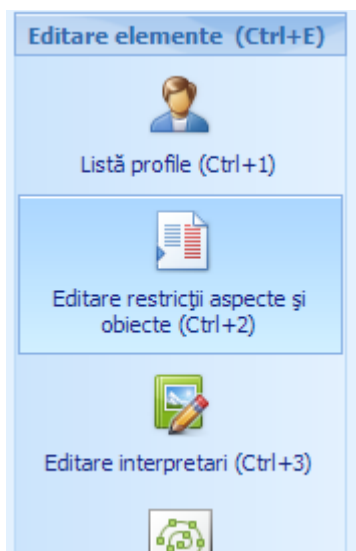 Editare elemente (Ctrl+E)
Listă profile (Ctrl+1)
Editare restricţii aspecte şi
obiecte (Ctrl+2)
Editare interpretari (Ctrl+3)